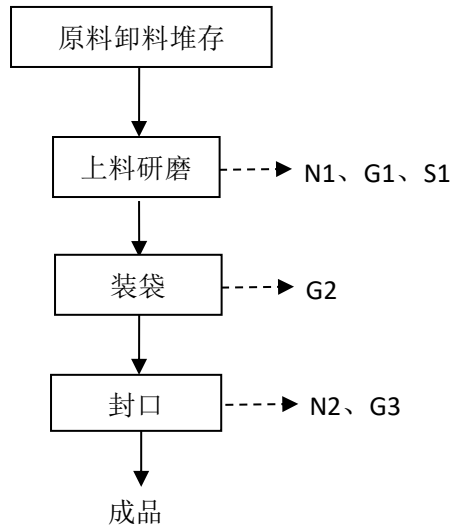 原料卸料堆存
上料研磨
N1、G1、S1
装袋
G2
封口
N2、G3
成品